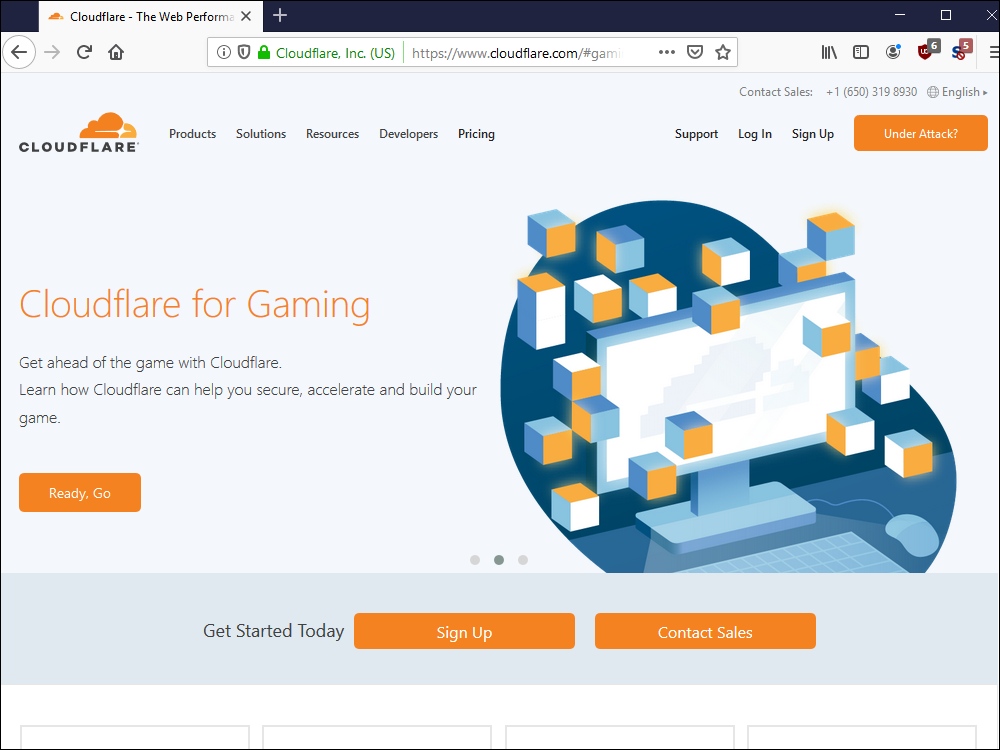 Cloudflare - The Web Performa
Cloudflare, Inc. (US)
https://www.cloudflare.com/#gami
6
5
Contact Sales: +1 (650) 319 8930 English
CLOUDFLARE
Products Solutions Resources Developers Pricing
Support Log In Sign Up Under Attack?
Cloudflare for Gaming
Get ahead of the game with Cloudflare.
Learn how Cloudflare can help you secure, accelerate and build your
game.
Ready, Go
Get Started Today Sign Up Contact Sales